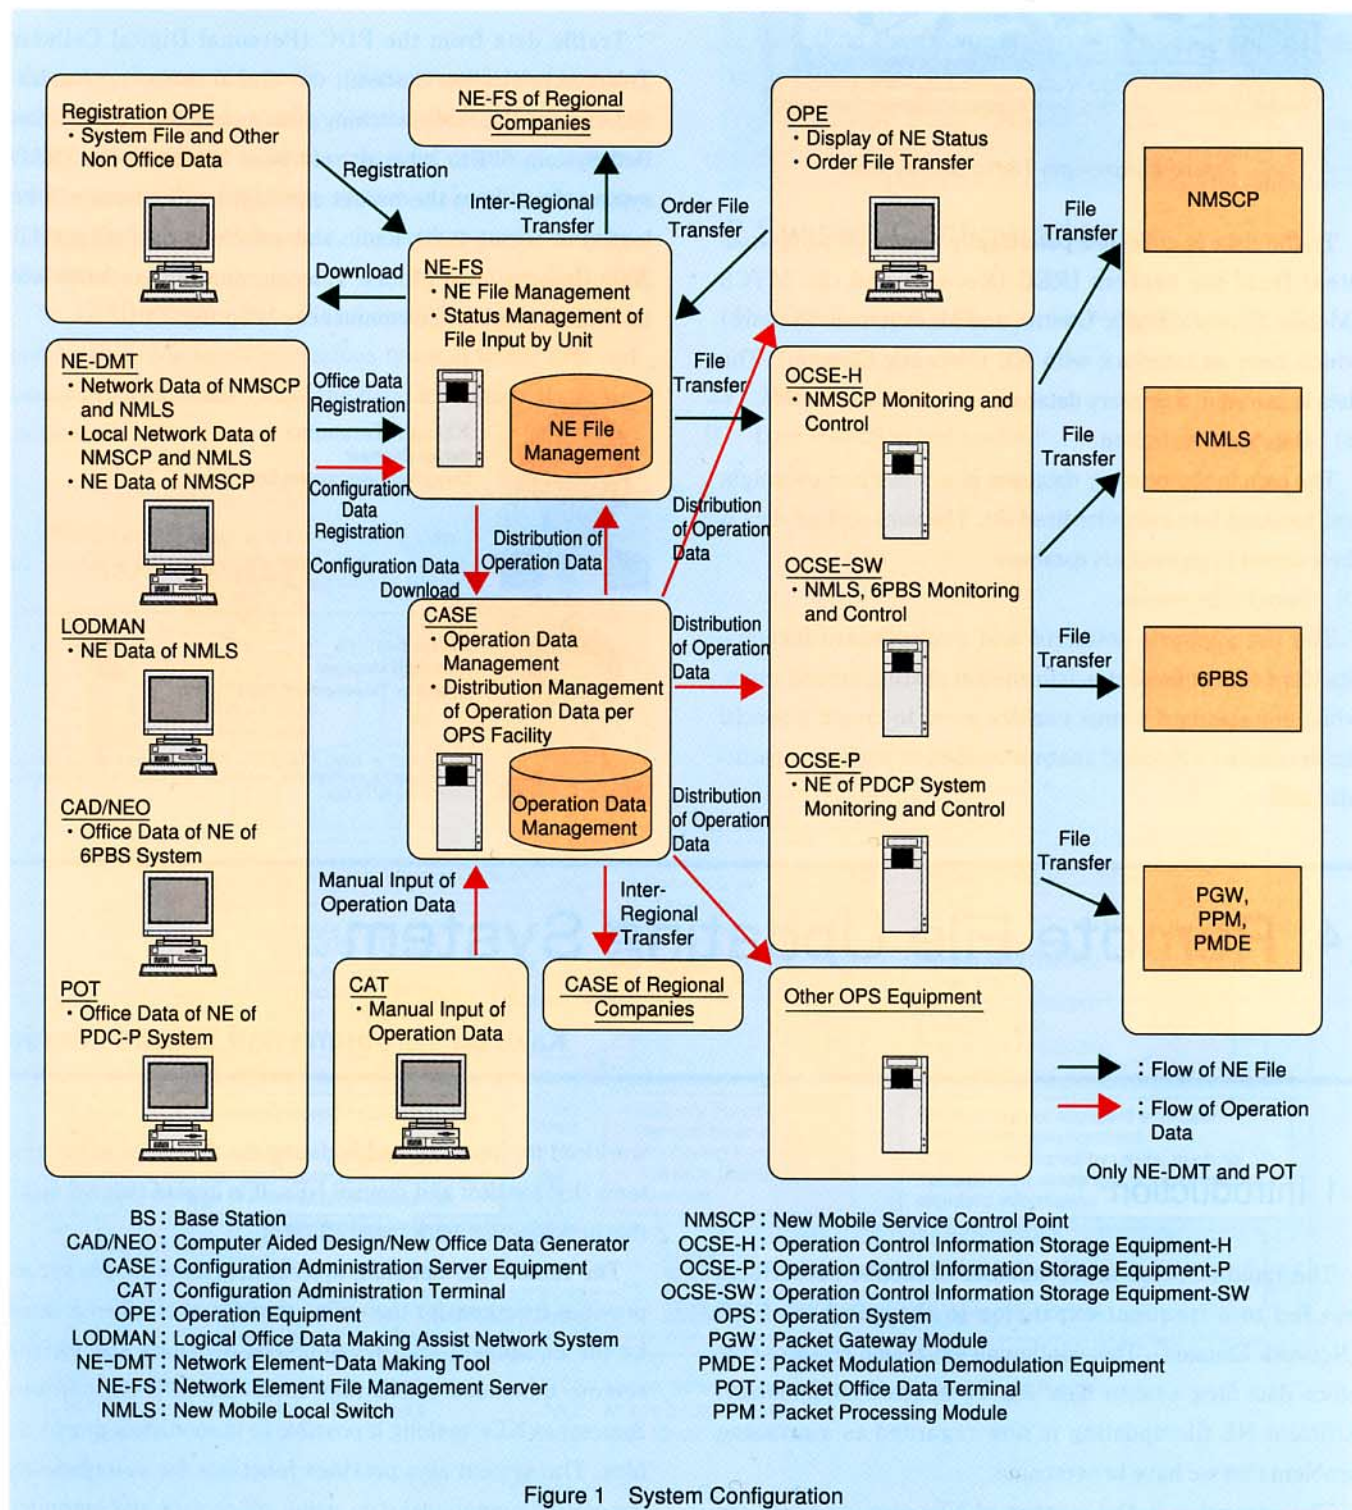 Registration OPE
・System File and Other
Non Office Data
Registration
Download
NE-FS of Regional
Companies
Inter-Regional
Transfer
Order File
Transfer
OPE
・Display of NE Status
・Order File Transfer
File
Transfer
NMSCP
NE-FS
・NE File Management
・Status Management of
File Input by Unit
NE File
Management
File
Transfer
NE-DMT
・Network Data of NMSCP
and NMLS
・Local Network Data of
NMSCP and NMLS
・NE Data of NMSCP
Office Data
Registration
Configuration
Data
Registration
OCSE-H
・NMSCP Monitoring and
Control
File
Transfer
NMLS
Configuration Data
Download
Distribution of
Operation Data
Distribution
of Operation
Data
OCSE-SW
・NMLS, 6PBS Monitoring
and Control
File
Transfer
6PBS
LODMAN
・NE Data of NMLS
CASE
・Operation Data
Management
・Distribution Management
of Operation Data per
OPS Facility
Operation Data
Management
Distribution
of Operation
Data
OCSE-P
・NE of PDCP System
Monitoring and Control
Distribution
of Operation
Data
File
Transfer
PGW,
PPM,
PMDE
CAD/NEO
・Office Data of NE of
6PBS System
Manual Input of
Operation Data
Inter-
Regional
Transfer
POT
・Office Data of NE of
PDC-P System
CAT
・Manual Input of
Operation Data
CASE of Regional
Companies
Other OPS Equipment
: Flow of NE File
: Flow of Operation
Data
Only NE-DMT and POT
BS : Base Station
CAD/NEO : Computer Aided Design/New Office Data Generator
CASE : Configuration Administration Server Equipment
CAT : Configuration Administration Terminal
OPE : Operation Equipment
LODMAN : Logical Office Data Making Assist Network System
NE-DMT : Network Element-Data Making Tool
NE-FS : Network Element File Management Server
NMLS : New Mobile Local Switch
NMSCP : New Mobile Service Control Point
OCSE-H : Operation Control Information Storage Equipment-H
OCSE-P : Operation Control Information Storage Equipment-P
OCSE-SW : Operation Control Information Storage Equipment-SW
OPS : Operation System
PGW : Packet Gateway Module
PMDE : Packet Modulation Demodulation Equipment
POT : Packet Office Data Terminal
PPM : Packet Processing Module
Figure 1 System Configuration